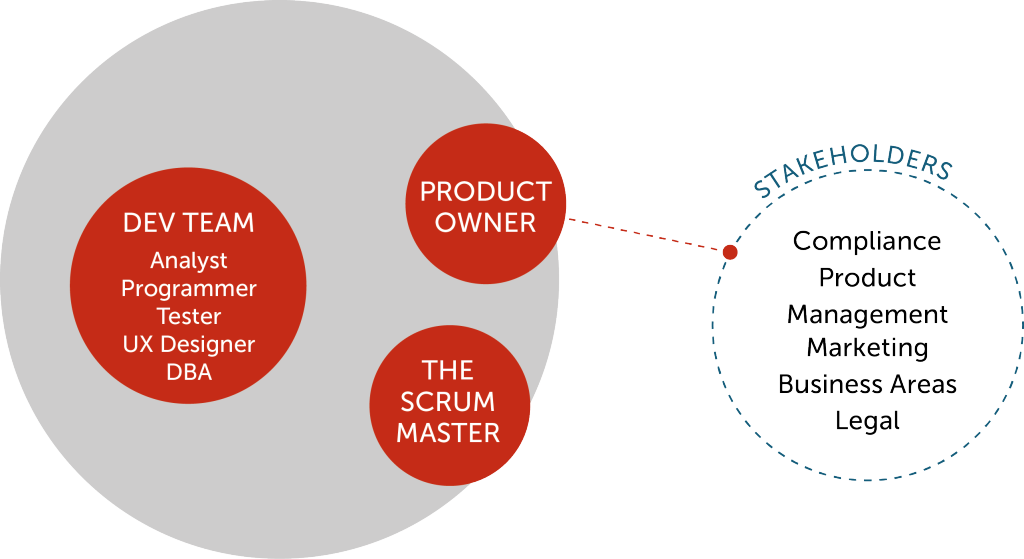 DEV TEAM
Analyst
Programmer
Tester
UX Designer
DBA
PRODUCT
OWNER
THE
SCRUM
MASTER
STAKEHOLDERS
Compliance
Product
Management
Marketing
Business Areas
Legal